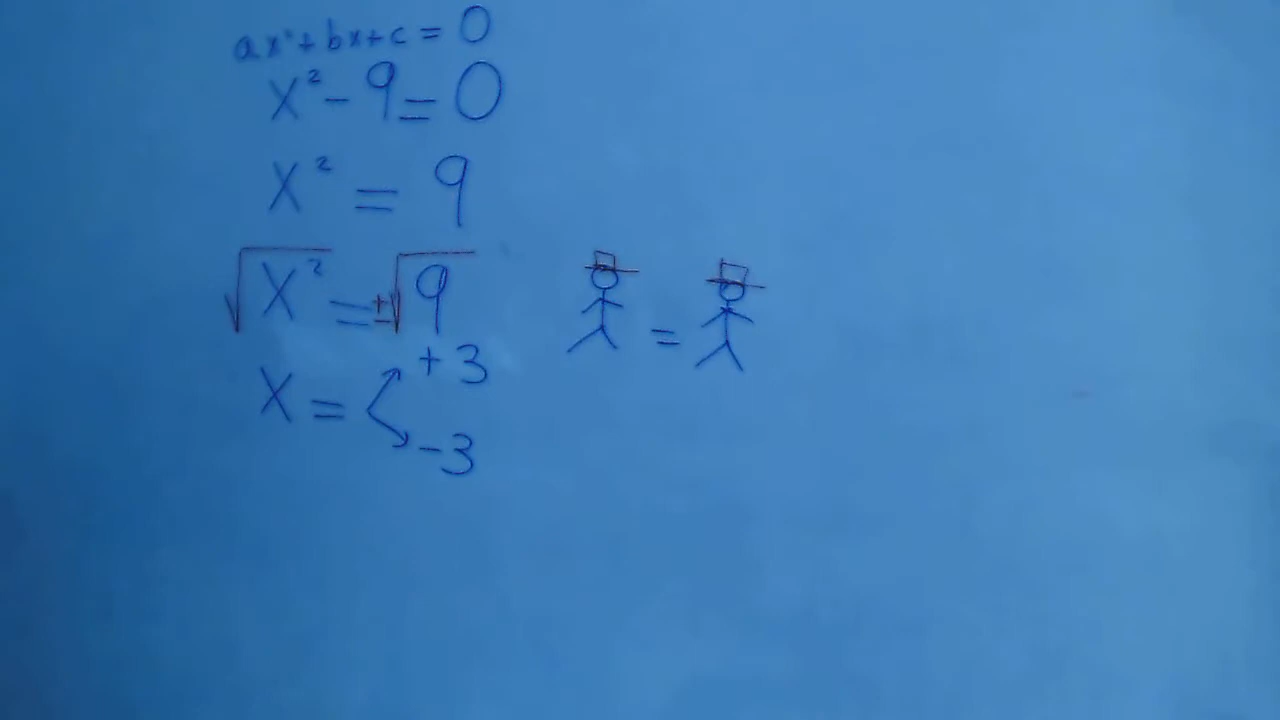 ax²+bx+c=0
x²-9=0
x²=9
√x²=±√9
=
x=
+3
-3